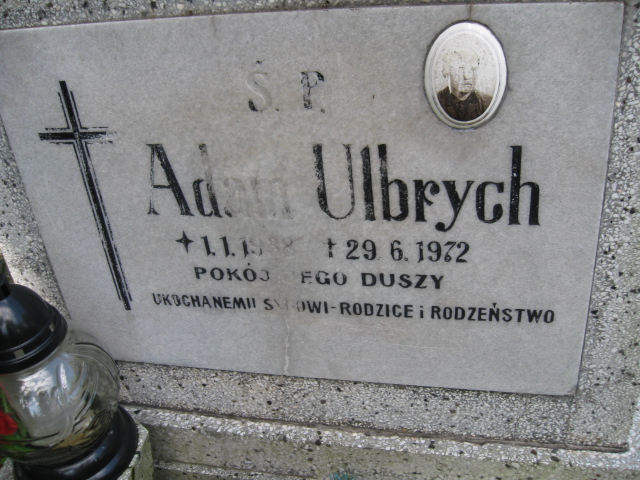 Ś. P.
Adam Ulbrych
29.6.1972
POKÓJ JEGO DUSZY
UKOCHANEMU SYNOWI-RODZICE i RODZEŃSTWO